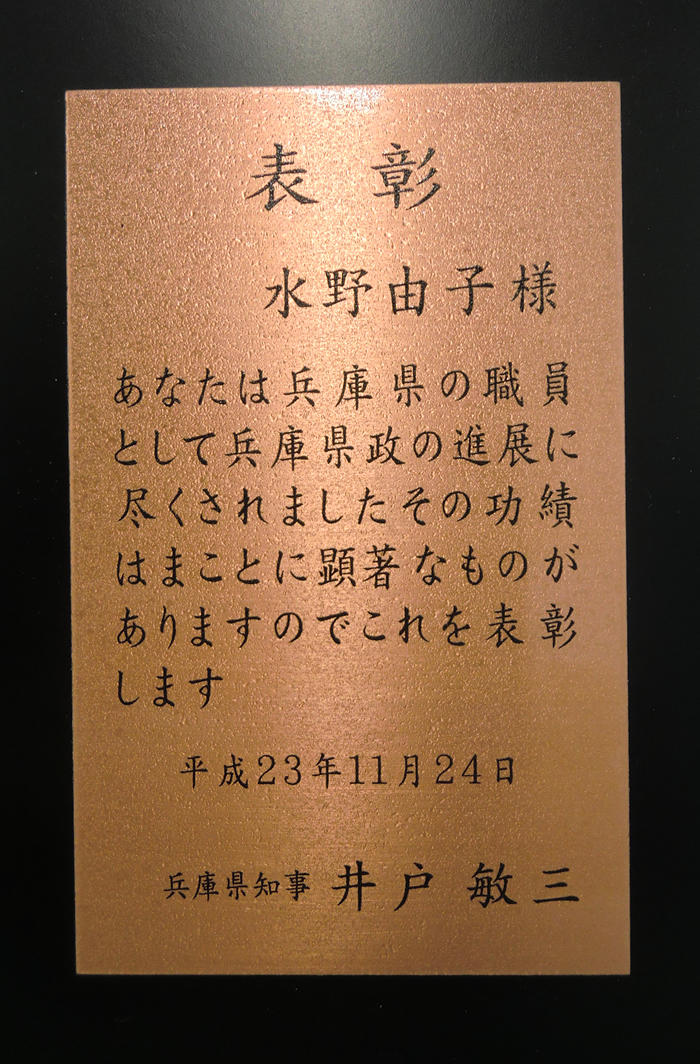 表彰
水野由子様
あなたは兵庫県の職員
として兵庫県政の進展に
尽くされましたその功績
はまことに顕著なものが
ありますのでこれを表彰
します
平成23年11月24日
兵庫県知事 井戸敏三